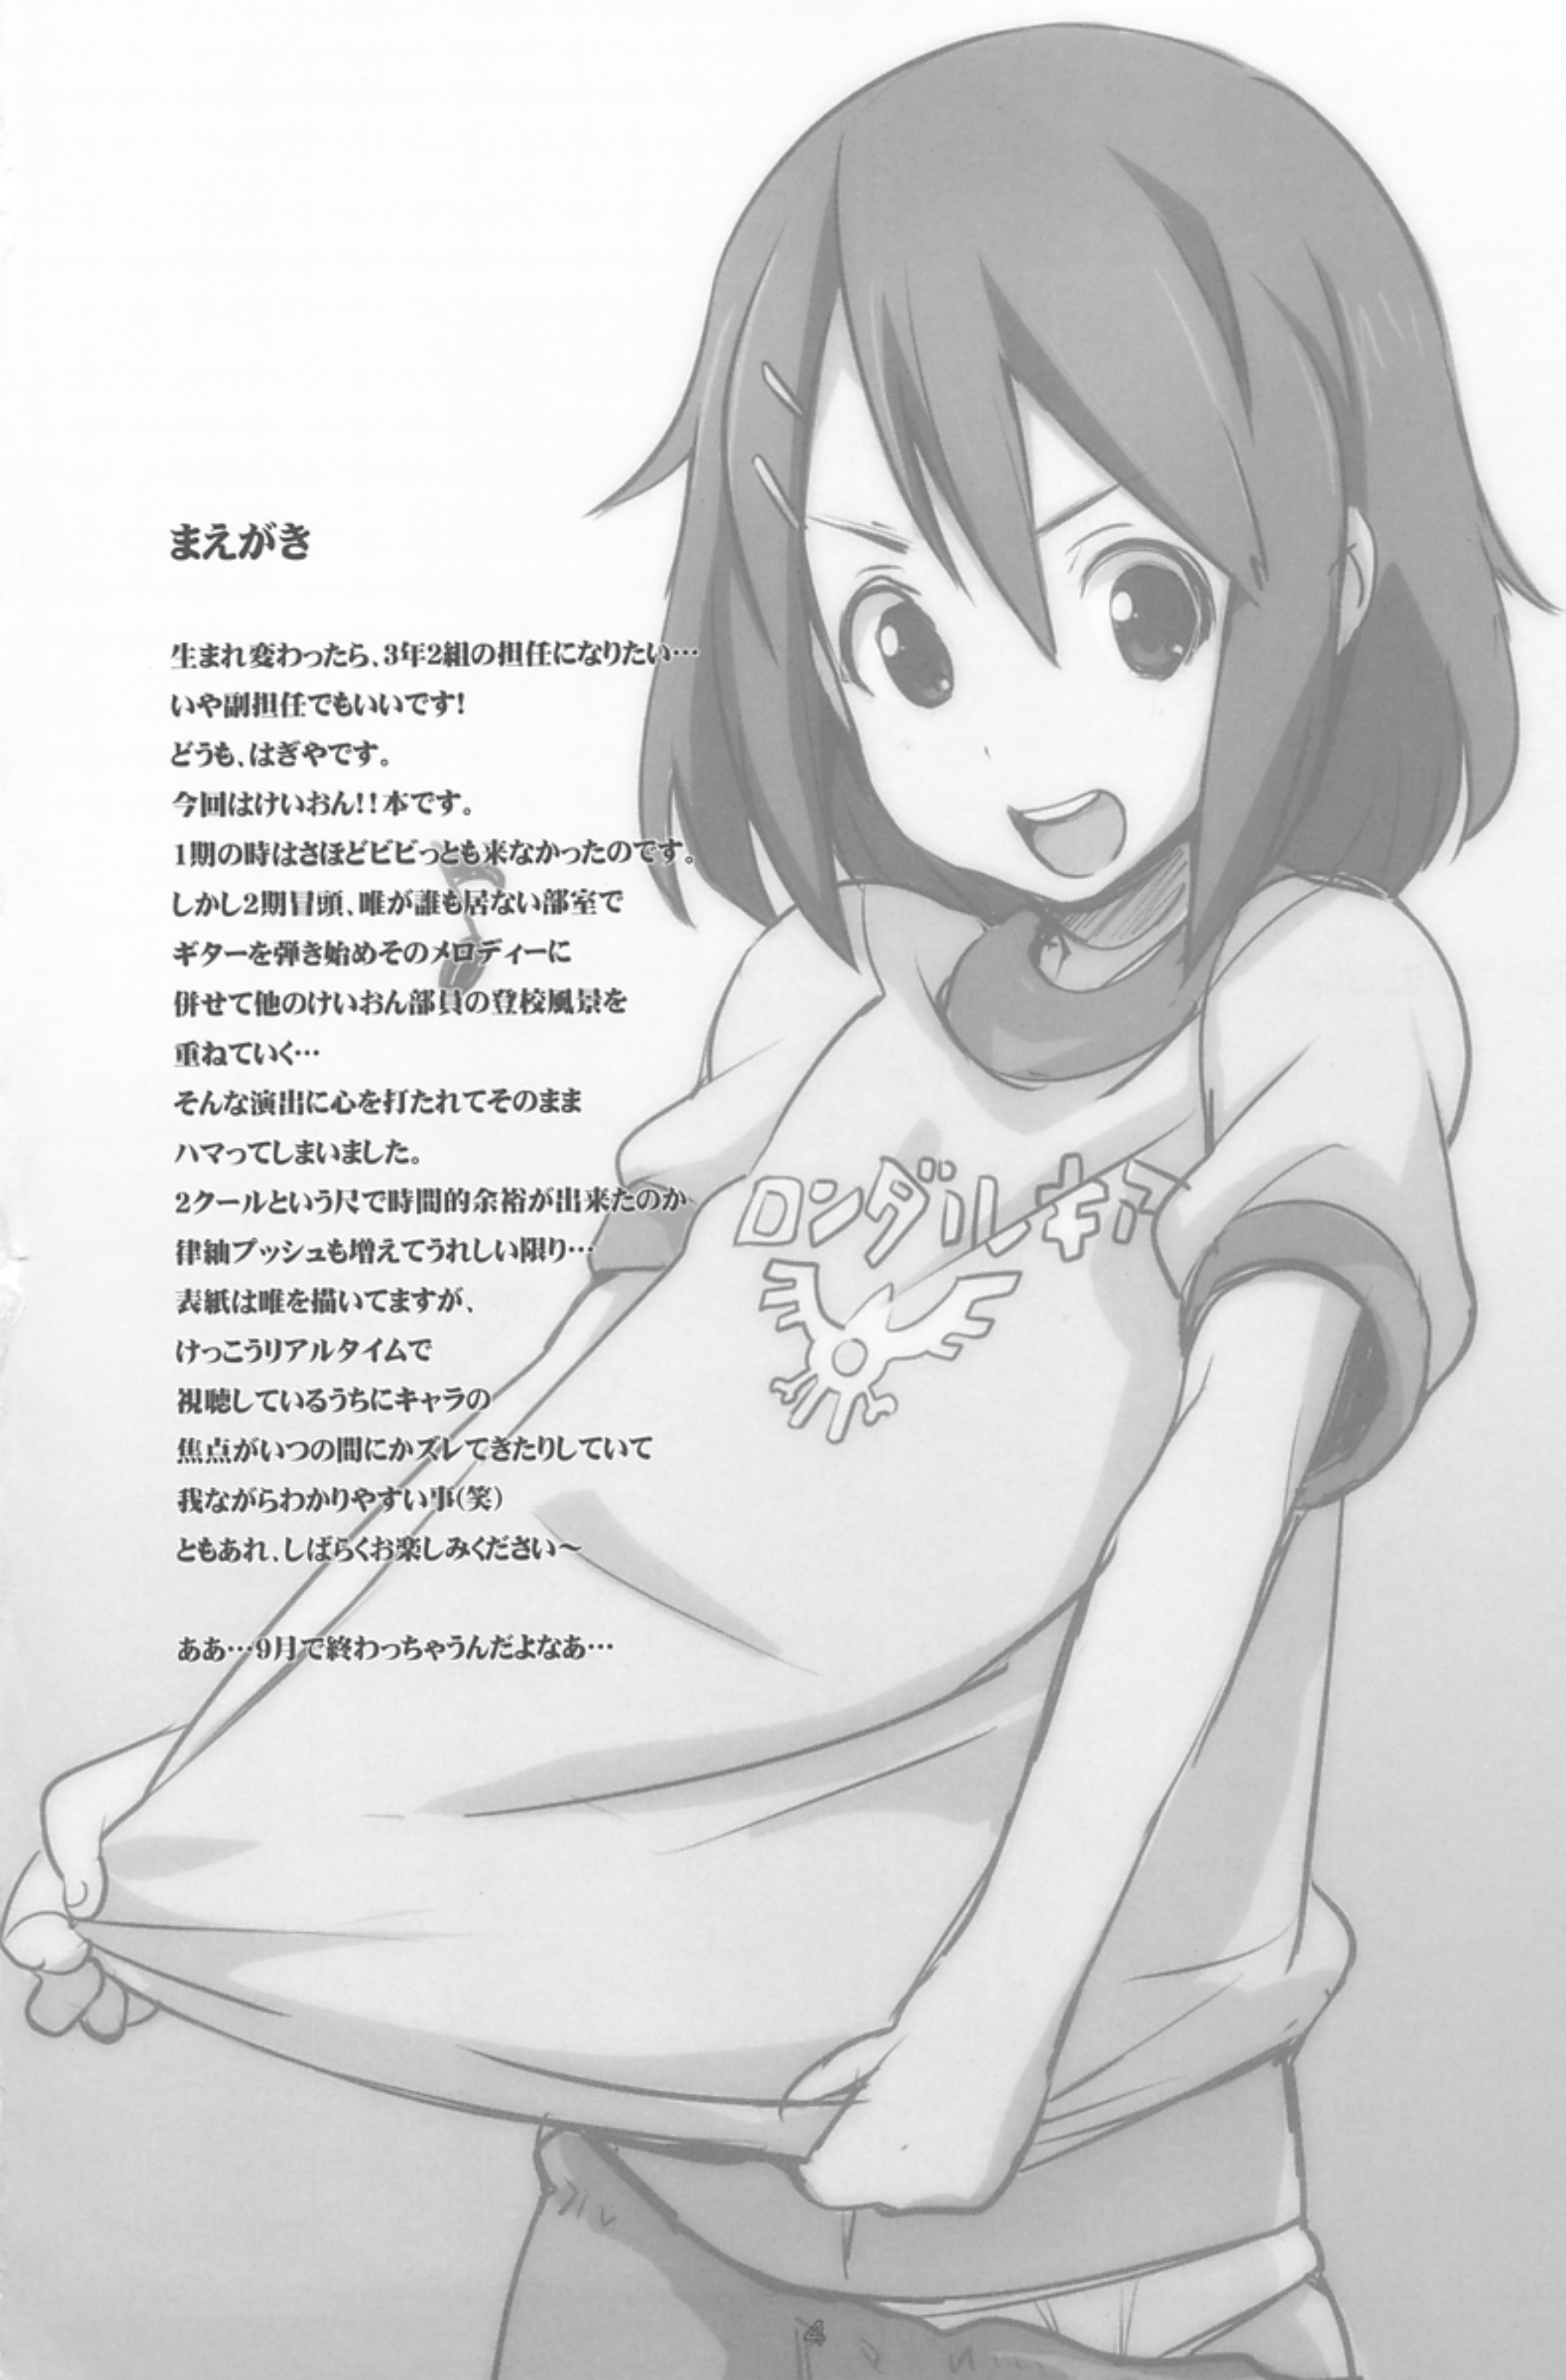 まえがき
生まれ変わったら、3年2組の担任になりたい…
いや副担任でもいいです!
どうも、はぎやです。
今回はけいおん!!本です。
1期の時はさほどビビっとも来なかったのです。
しかし2期冒頭、唯が誰も居ない部室で
ギターを弾き始めそのメロディーに
併せて他のけいおん部員の登校風景を
重ねていく…
そんな演出に心を打たれてそのまま
ハマってしまいました。
2クールという尺で時間的余裕が出来たのか
律紬プッシュも増えてうれしい限り…
表紙は唯を描いてますが、
けっこうリアルタイムで
視聴しているうちにキャラの
焦点がいつの間にかズレてきたりしていて
我ながらわかりやすい事(笑)
ともあれ、しばらくお楽しみください～
ああ…9月で終わっちゃうんだよなあ…
ロンダルキア
4